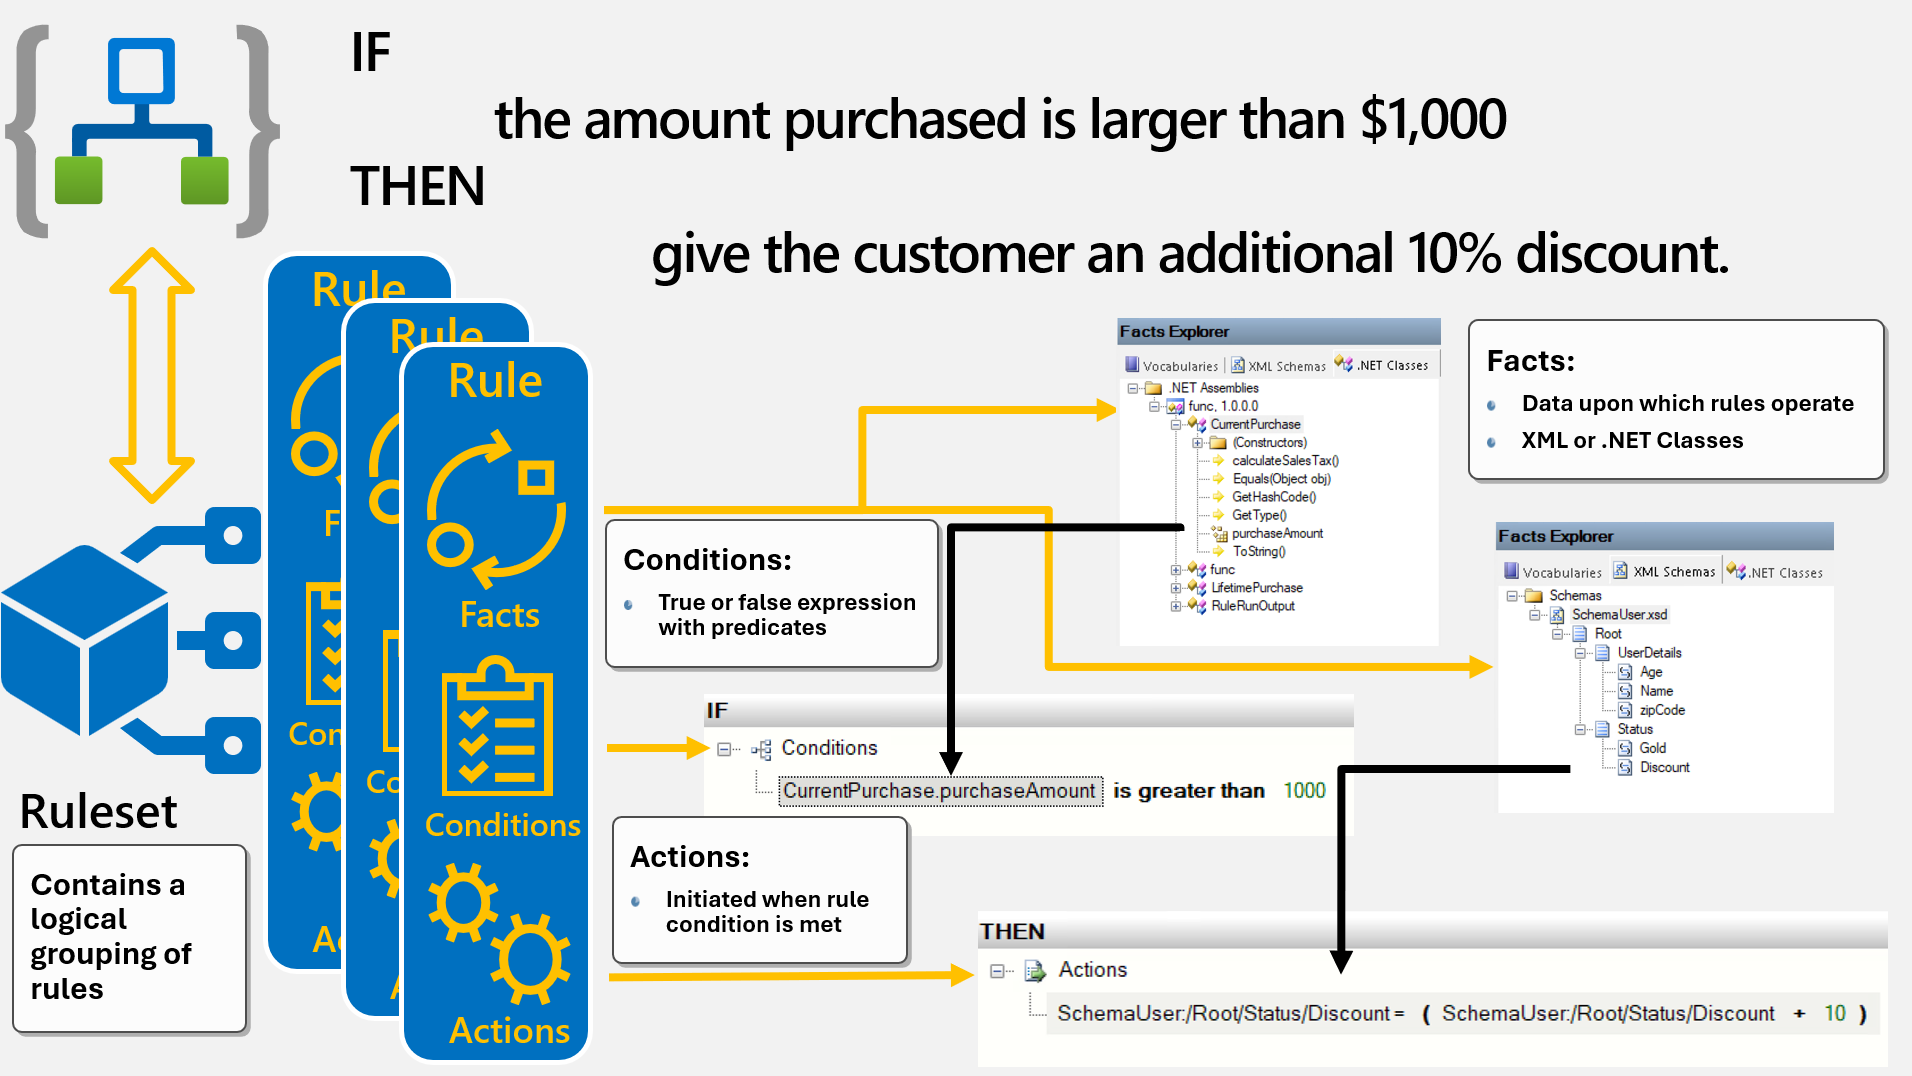 IF
the amount purchased is larger than $1,000
THEN
give the customer an additional 10% discount.
Rule
Rule
Rule
Facts
Conditions
Actions
Ruleset
Contains a
logical
grouping of
rules
Conditions:
True or false expression
with predicates
Actions:
Initiated when rule
condition is met
Facts:
Data upon which rules operate
XML or .NET Classes
Facts Explorer
Vocabularies XML Schemas .NET Classes
.NET Assemblies
func, 1.0.0.0
CurrentPurchase
(Constructors)
calculateSalesTax()
Equals(Object obj)
GetHashCode()
GetType()
purchaseAmount
ToString()
func
LifetimePurchase
RuleRunOutput
Facts Explorer
Vocabularies XML Schemas .NET Classes
Schemas
SchemaUser.xsd
Root
UserDetails
Age
Name
zipCode
Status
Gold
Discount
IF
Conditions
CurrentPurchase.purchaseAmount is greater than 1000
THEN
Actions
SchemaUser:/Root/Status/Discount = ( SchemaUser:/Root/Status/Discount + 10 )